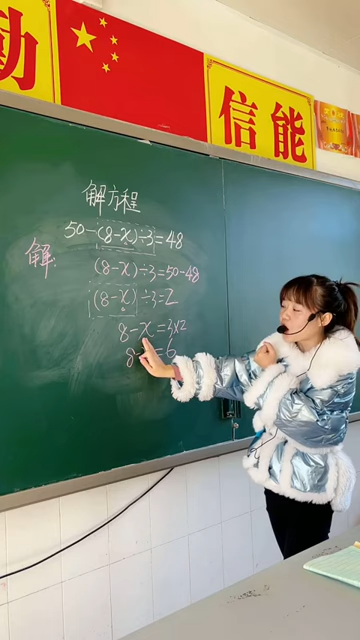 动
信
能
解方程
50-(8-x)÷3=48
解:
(8-x)÷3=50-48
(8-x)÷3=2
8-x=3×2
8-
=6